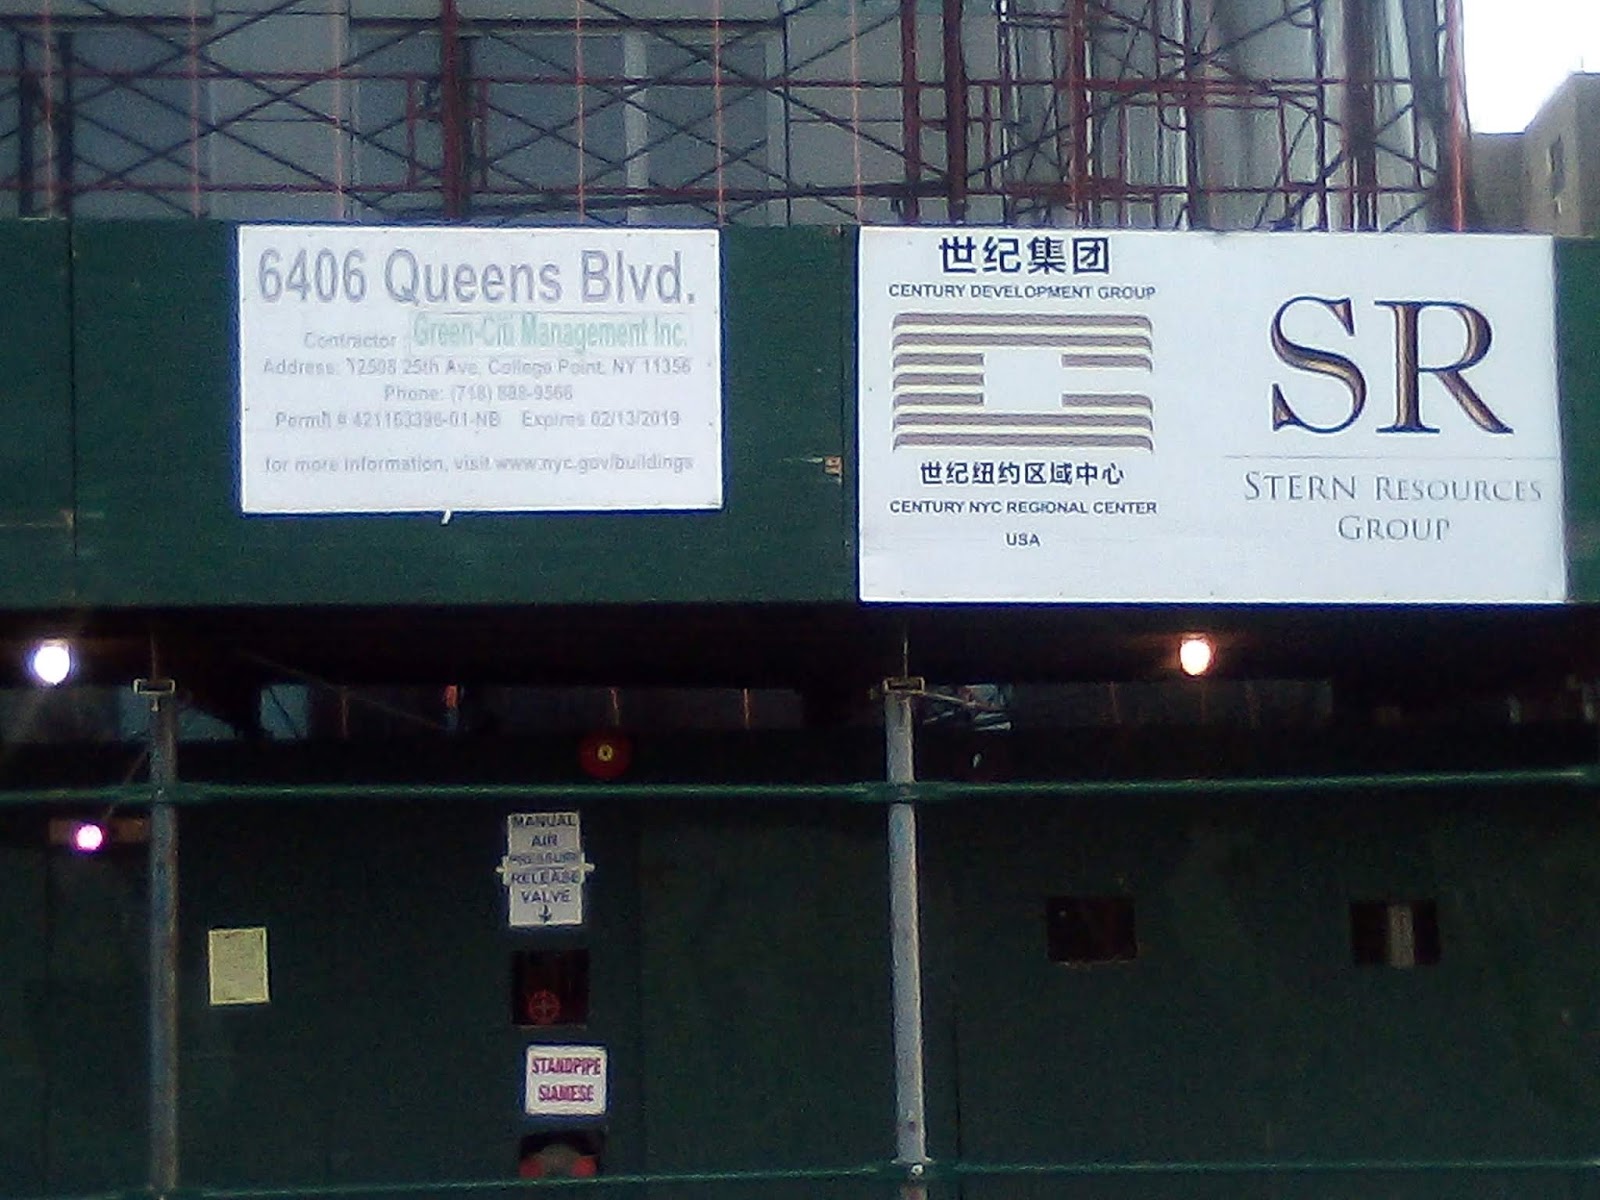 6406 Queens Blvd.
Contractor : Green-Citi Management Inc.
Address: 12508 25th Ave, College Point, NY 11356
Phone: (718) 888-9566
Permit # 421163396-01-NB Expires 02/13/2019
for more information, visit www.nyc.gov/buildings
世纪集团
CENTURY DEVELOPMENT GROUP
世纪纽约区域中心
CENTURY NYC REGIONAL CENTER
USA
SR
STERN RESOURCES
GROUP
MANUAL
AIR
PRESSURE
RELEASE
VALVE
STANDPIPE
SIAMESE